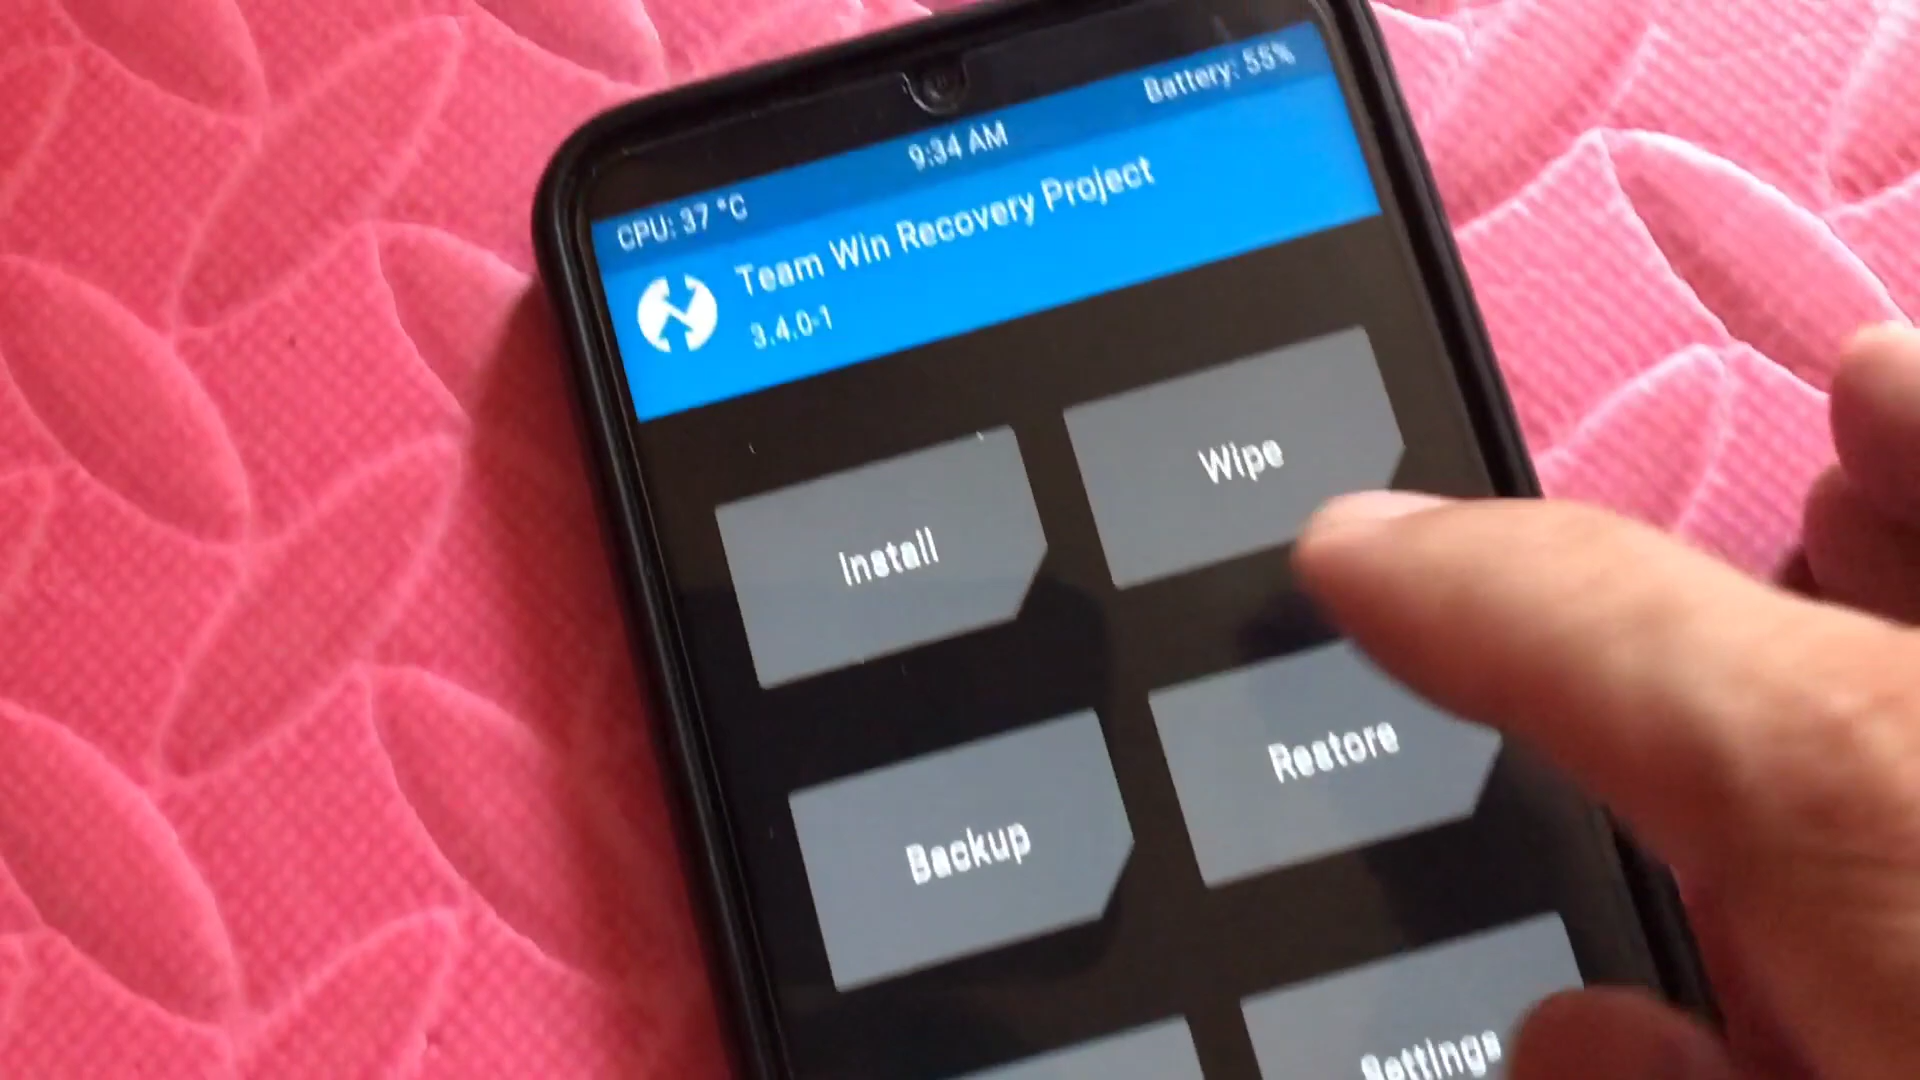 Battery: 55%
9:34 AM
CPU: 37 °C
Team Win Recovery Project
3.4.0-1
Install
Wipe
Backup
Restore
Settings